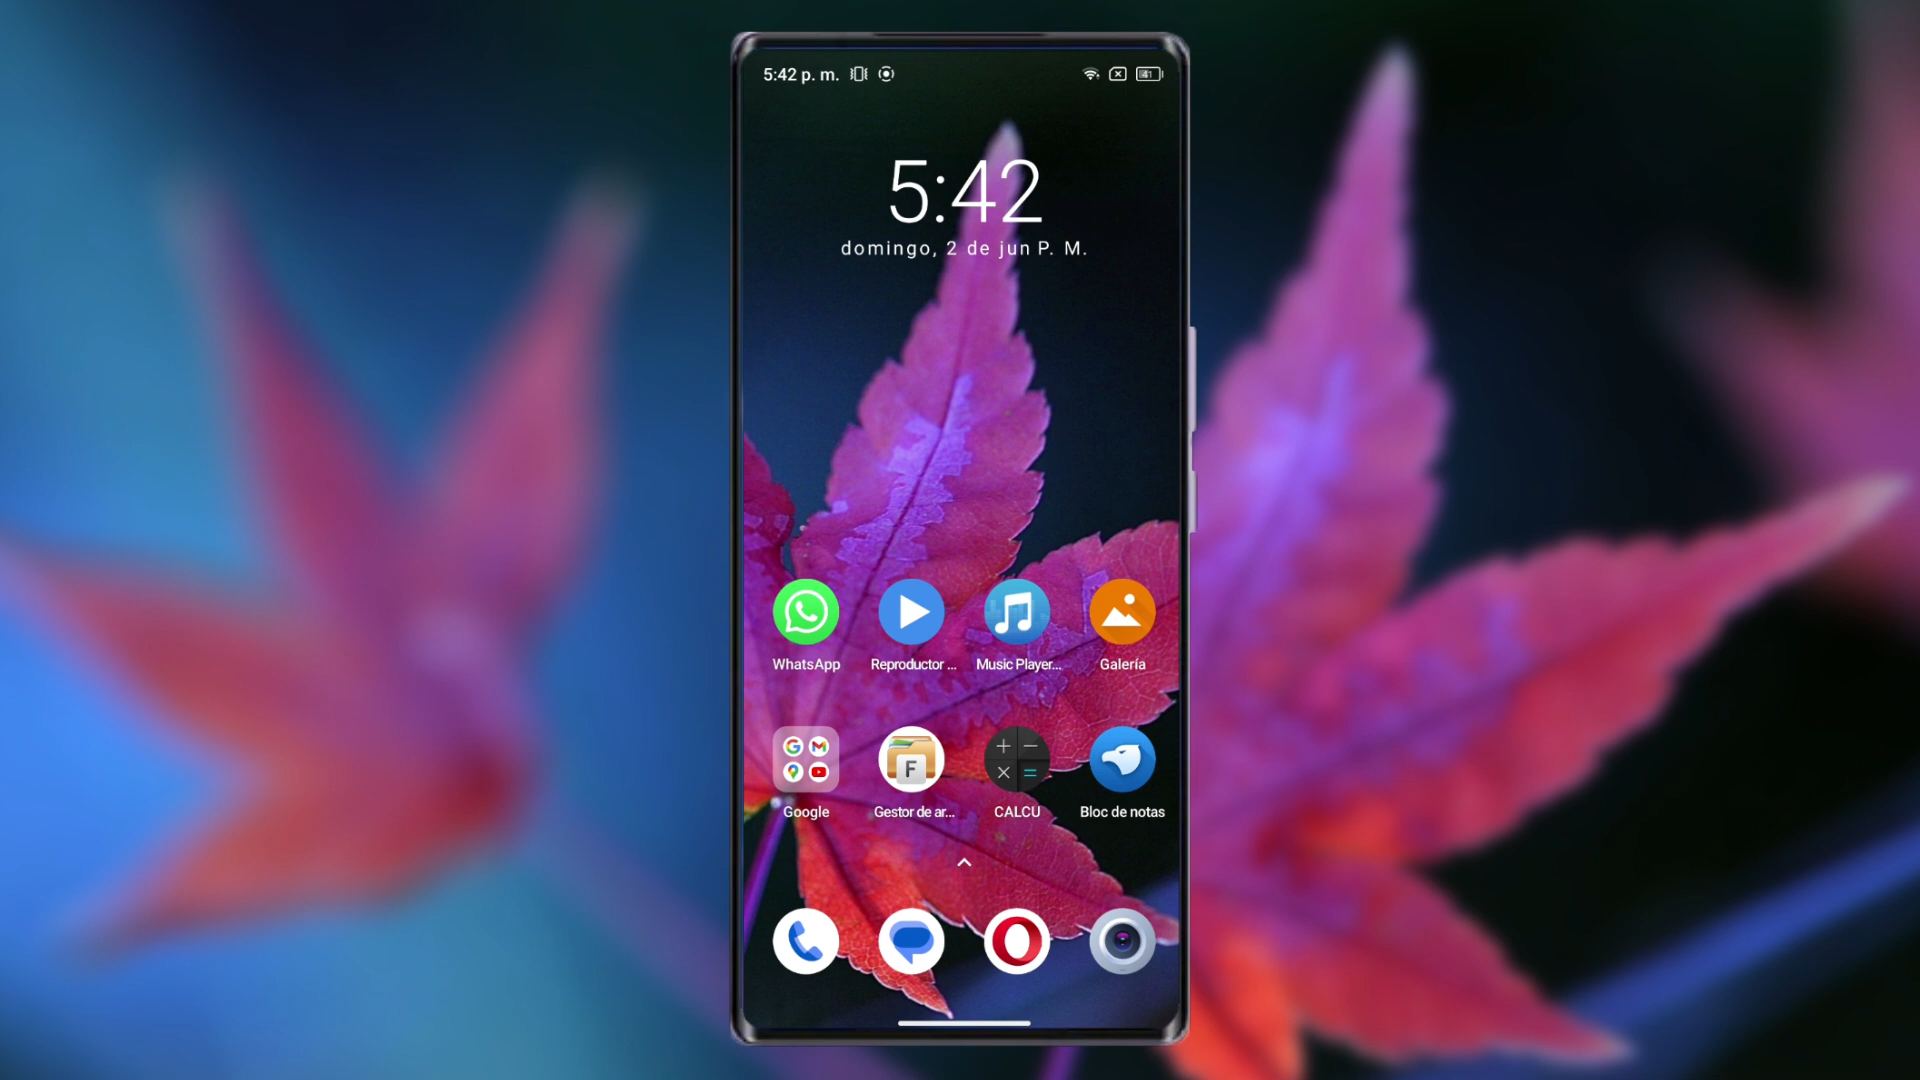 5:42 p. m.
41
5:42
domingo, 2 de jun P. M.
WhatsApp
Reproductor ...
Music Player...
Galería
Google
F
Gestor de ar...
CALCU
Bloc de notas